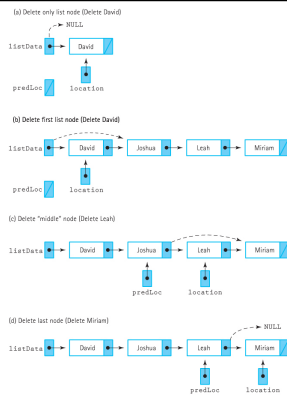 (a) Delete only list node (Delete David)
NULL
listData David
predLoc location
(b) Delete first list node (Delete David)
listData David Joshua Leah Miriam
predLoc location
(c) Delete "middle" node (Delete Leah)
listData David Joshua Leah Miriam
predLoc location
(d) Delete last node (Delete Miriam)
NULL
listData David Joshua Leah Miriam
predLoc location